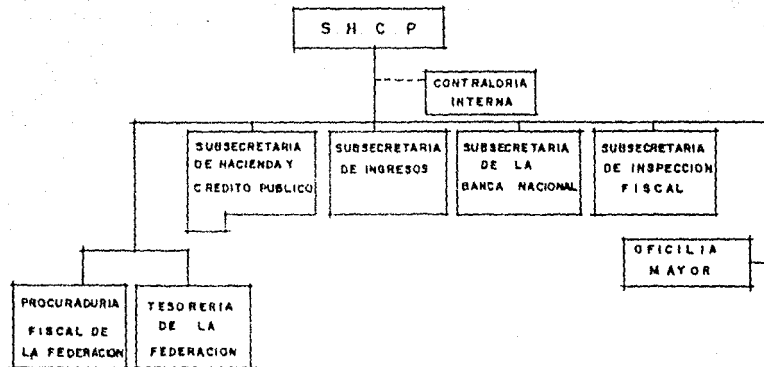 S H C P
CONTRALORIA
INTERNA
SUBSECRETARIA
DE HACIENDA Y
CREDITO PUBLICO
SUBSECRETARIA
DE INGRESOS
SUBSECRETARIA
DE LA
BANCA NACIONAL
SUBSECRETARIA
DE INSPECCION
FISCAL
OFICILIA
MAYOR
PROCURADURIA
FISCAL DE
LA FEDERACION
TESORERIA
DE LA
FEDERACION